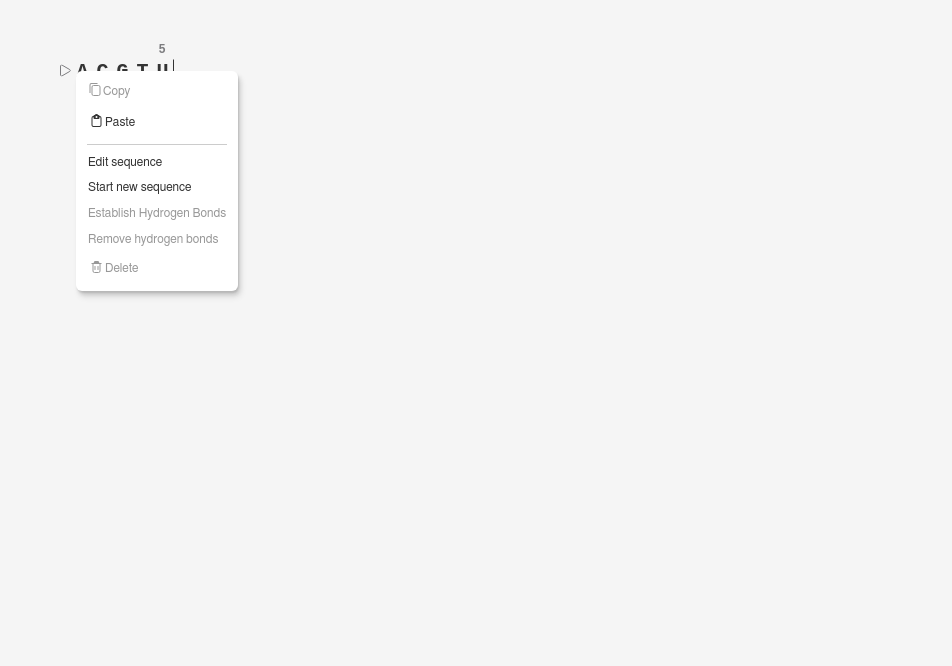 5
A C G T U
Copy
Paste
Edit sequence
Start new sequence
Establish Hydrogen Bonds
Remove hydrogen bonds
Delete